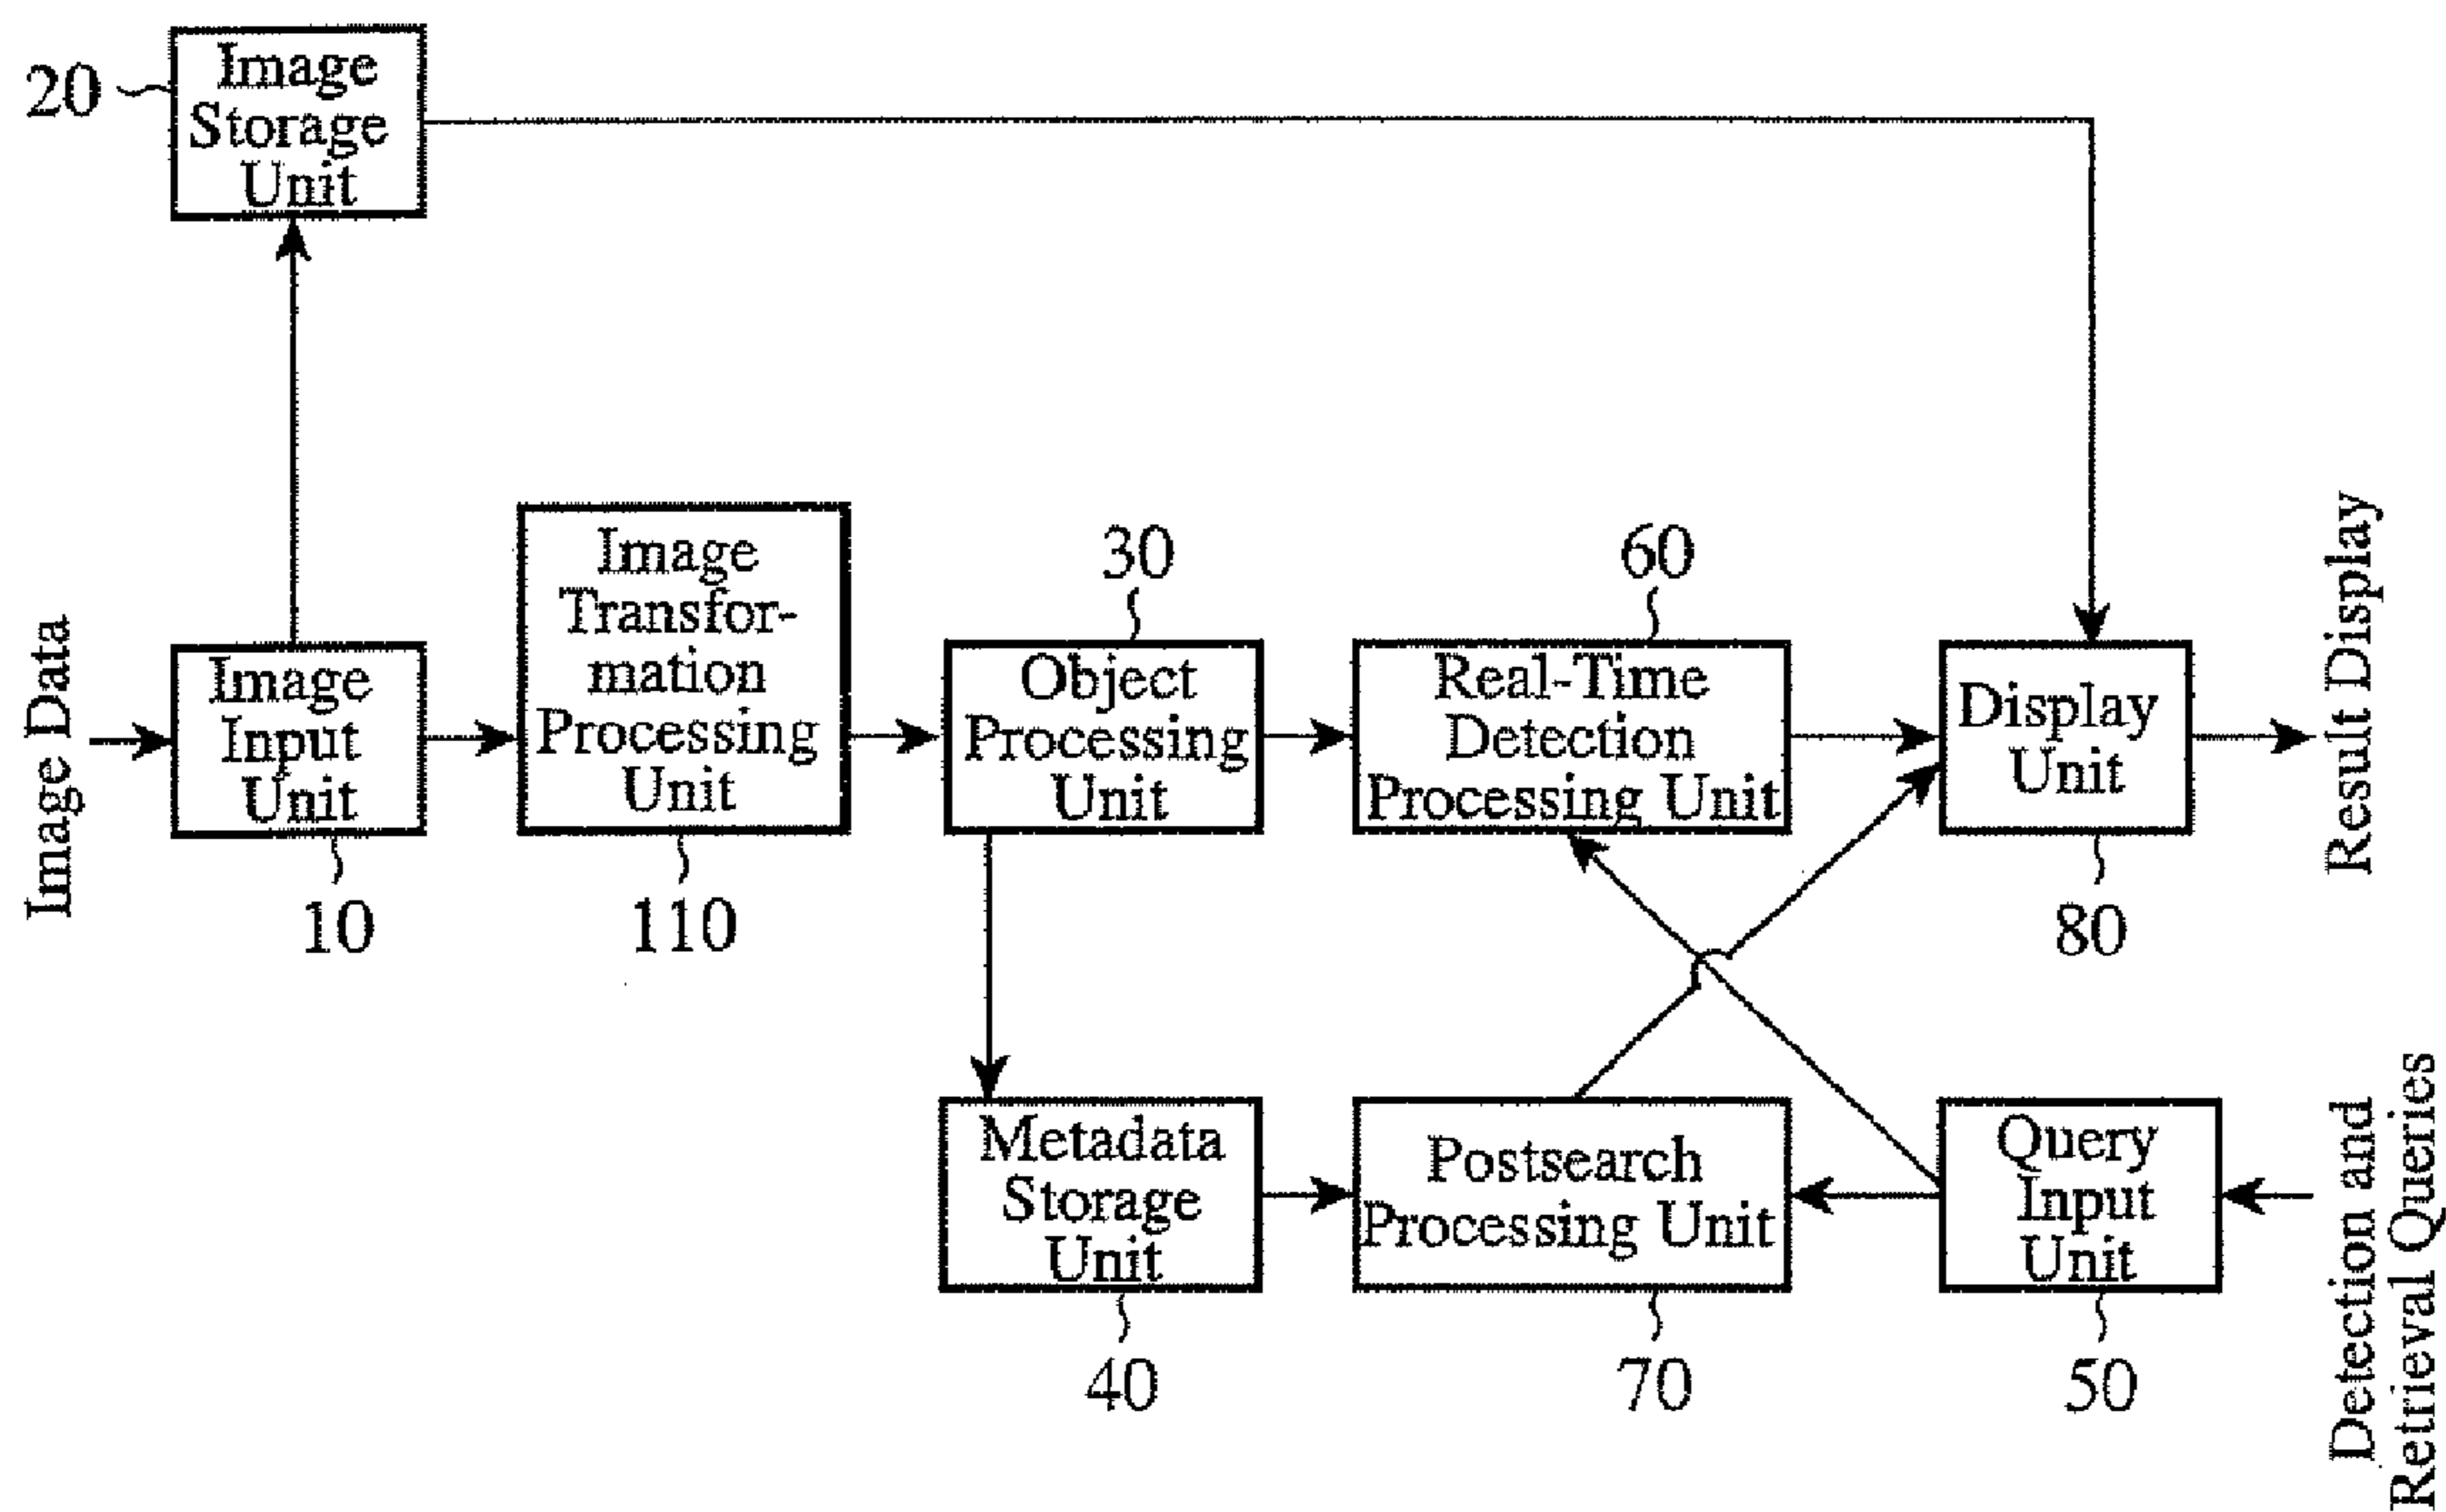 20
Image
Storage
Unit
Image Data
Image
Input
Unit
10
Image
Transfor-
mation
Processing
Unit
110
30
Object
Processing
Unit
60
Real-Time
Detection
Processing Unit
Display
Unit
80
Result Display
Metadata
Storage
Unit
40
Postsearch
Processing Unit
70
Query
Input
Unit
50
Detection and
Retrieval Queries